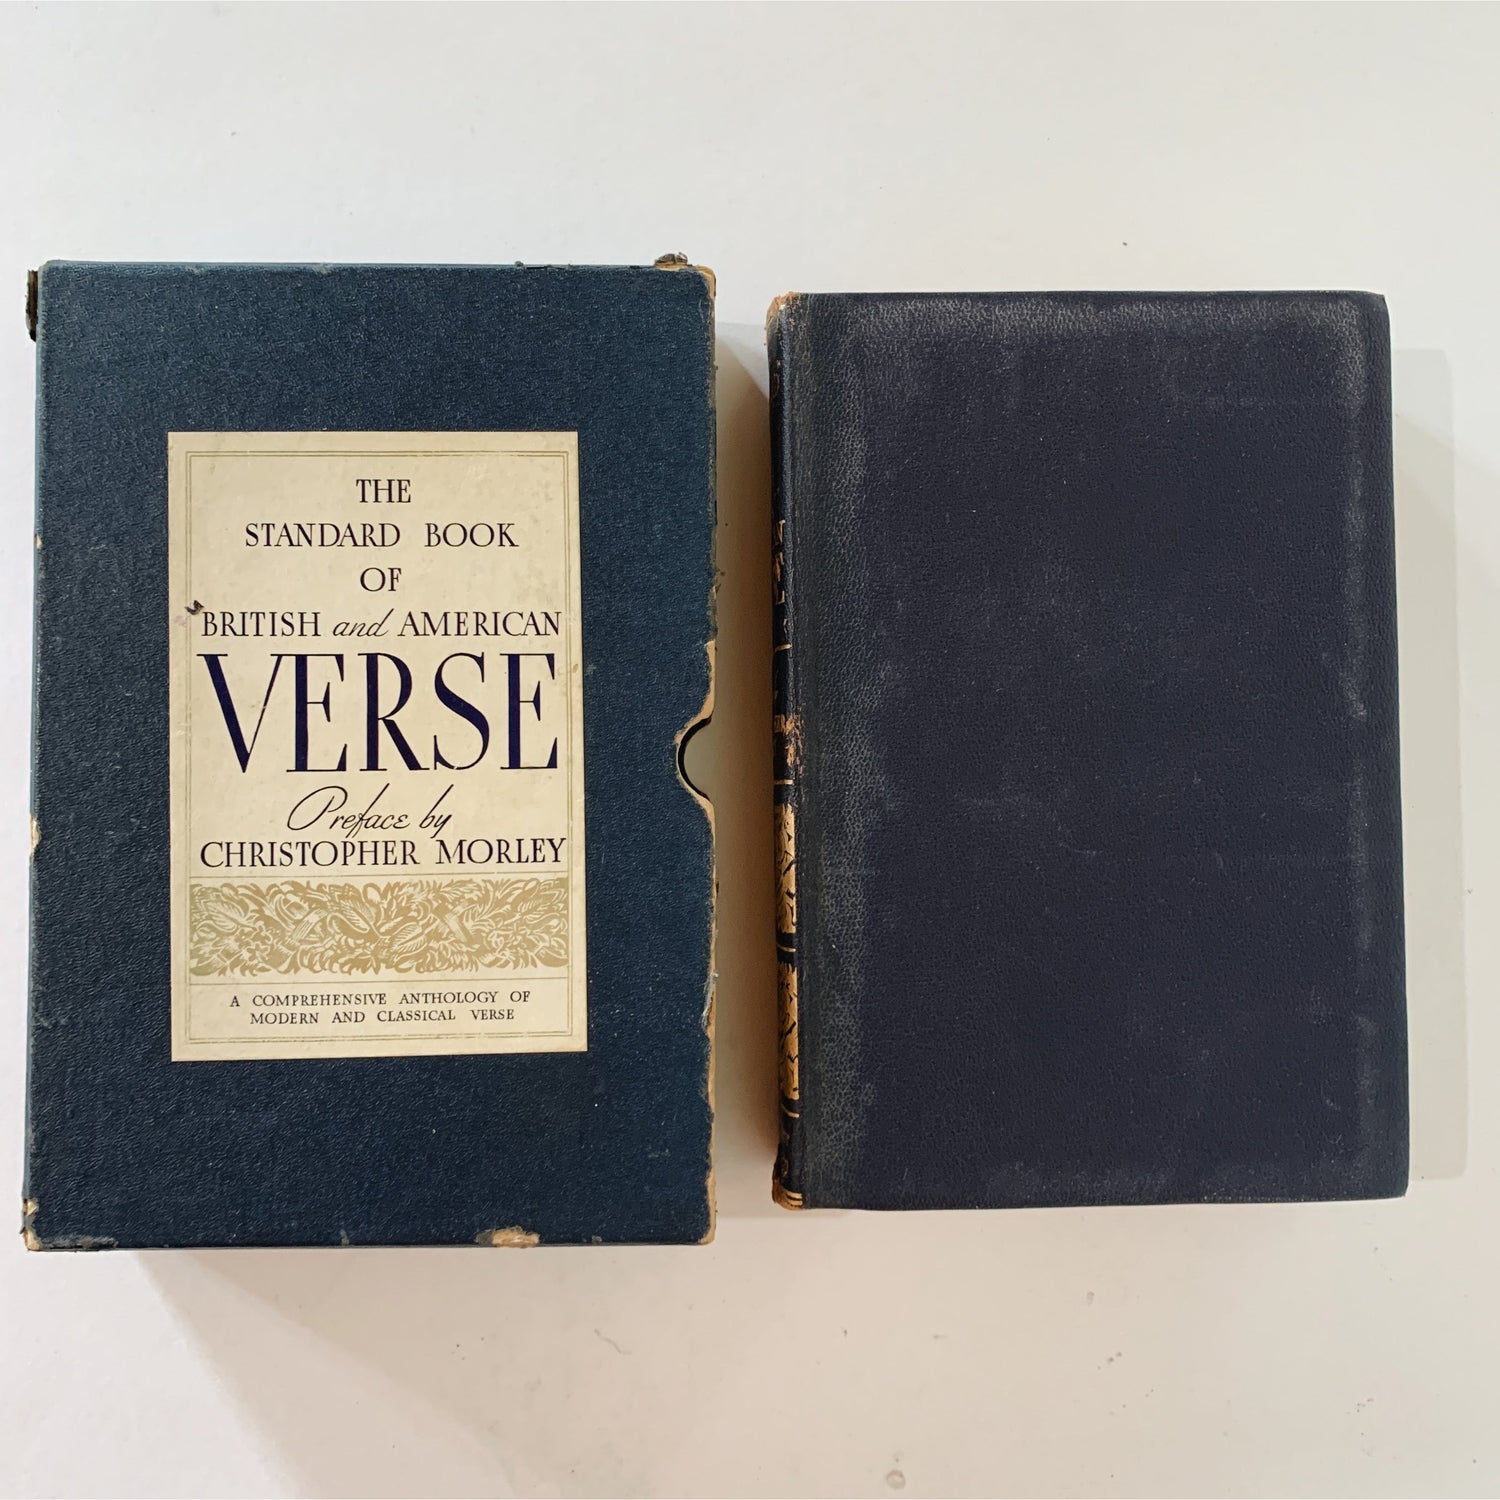 THE
STANDARD BOOK
OF
BRITISH and AMERICAN
VERSE
Preface by
CHRISTOPHER MORLEY
A COMPREHENSIVE ANTHOLOGY OF
MODERN AND CLASSICAL VERSE